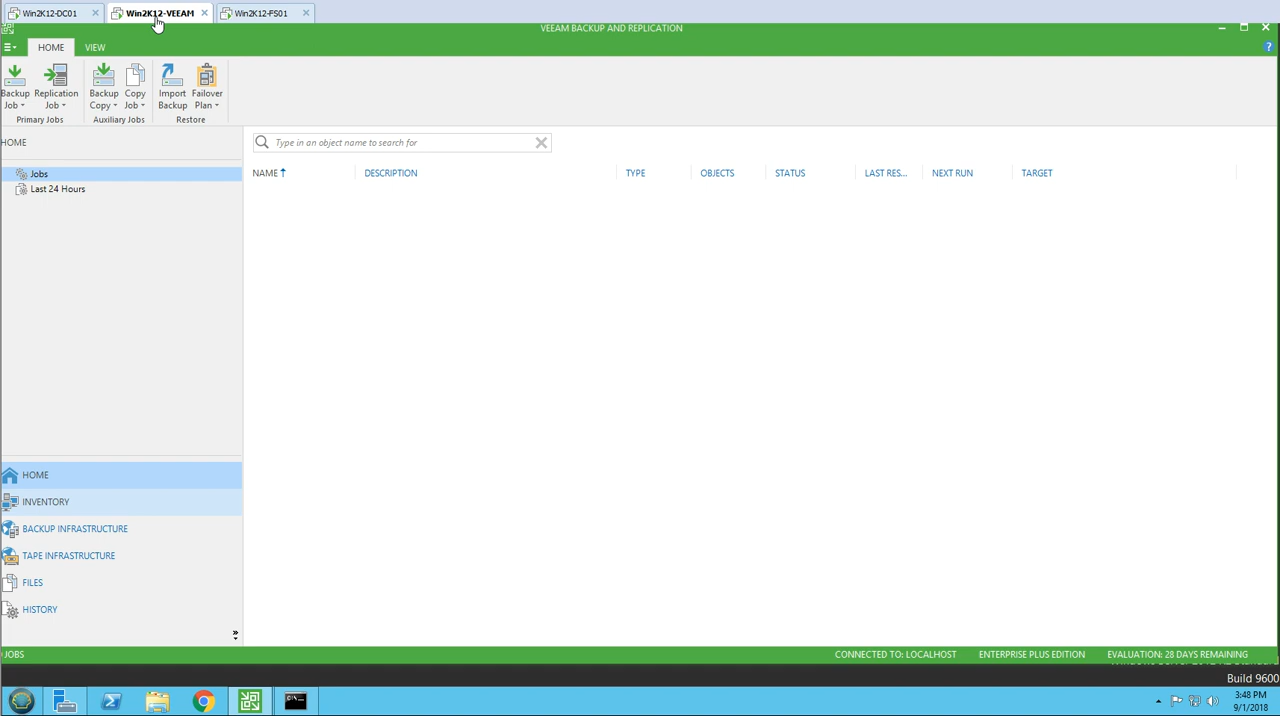 Win2K12-DC01
Win2K12-VEEAM
Win2K12-FS01
VEEAM BACKUP AND REPLICATION
HOME
VIEW
Backup Job
Replication Job
Backup Copy
Copy Job
Import Backup
Failover Plan
Primary Jobs
Auxiliary Jobs
Restore
HOME
Type in an object name to search for
Jobs
Last 24 Hours
NAME
DESCRIPTION
TYPE
OBJECTS
STATUS
LAST RES...
NEXT RUN
TARGET
HOME
INVENTORY
BACKUP INFRASTRUCTURE
TAPE INFRASTRUCTURE
FILES
HISTORY
JOBS
CONNECTED TO: LOCALHOST
ENTERPRISE PLUS EDITION
EVALUATION: 28 DAYS REMAINING
Build 9600
3:48 PM
9/1/2018